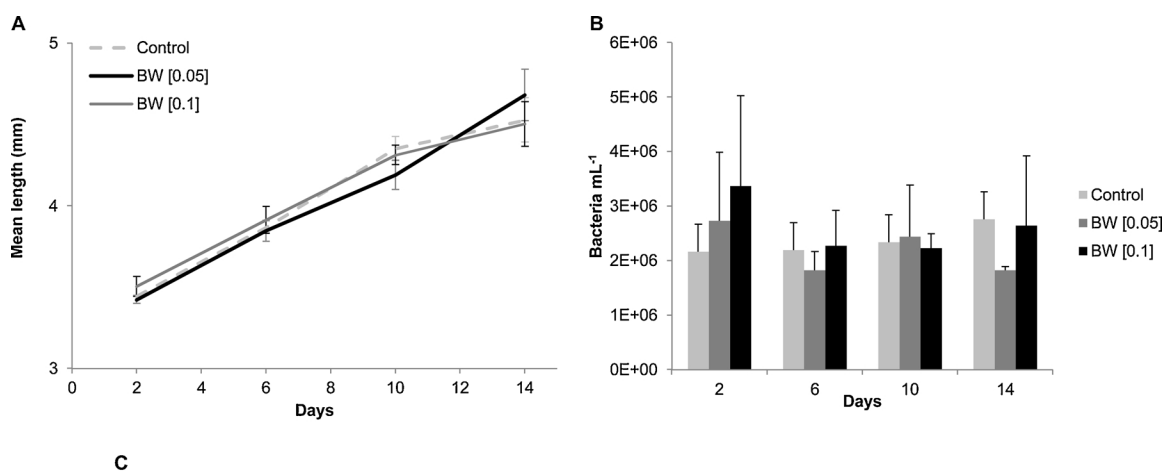 A
5
Control
BW [0.05]
BW [0.1]
4
3
Mean length (mm)
0 2 4 6 8 10 12 14
Days
B
6E+06
5E+06
4E+06
3E+06
2E+06
1E+06
0E+00
Bacteria mL⁻¹
2 6 10 14
Days
Control
BW [0.05]
BW [0.1]
C